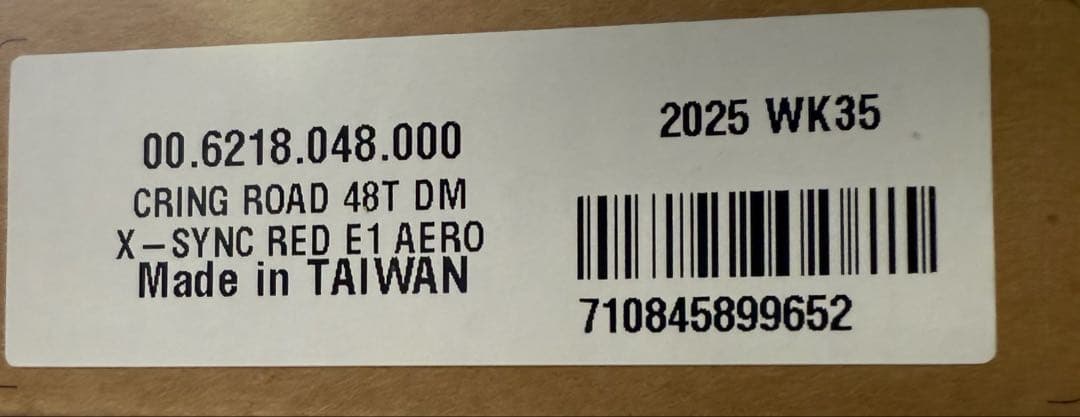 00.6218.048.000
CRING ROAD 48T DM
X-SYNC RED E1 AERO
Made in TAIWAN
2025 WK35
710845899652